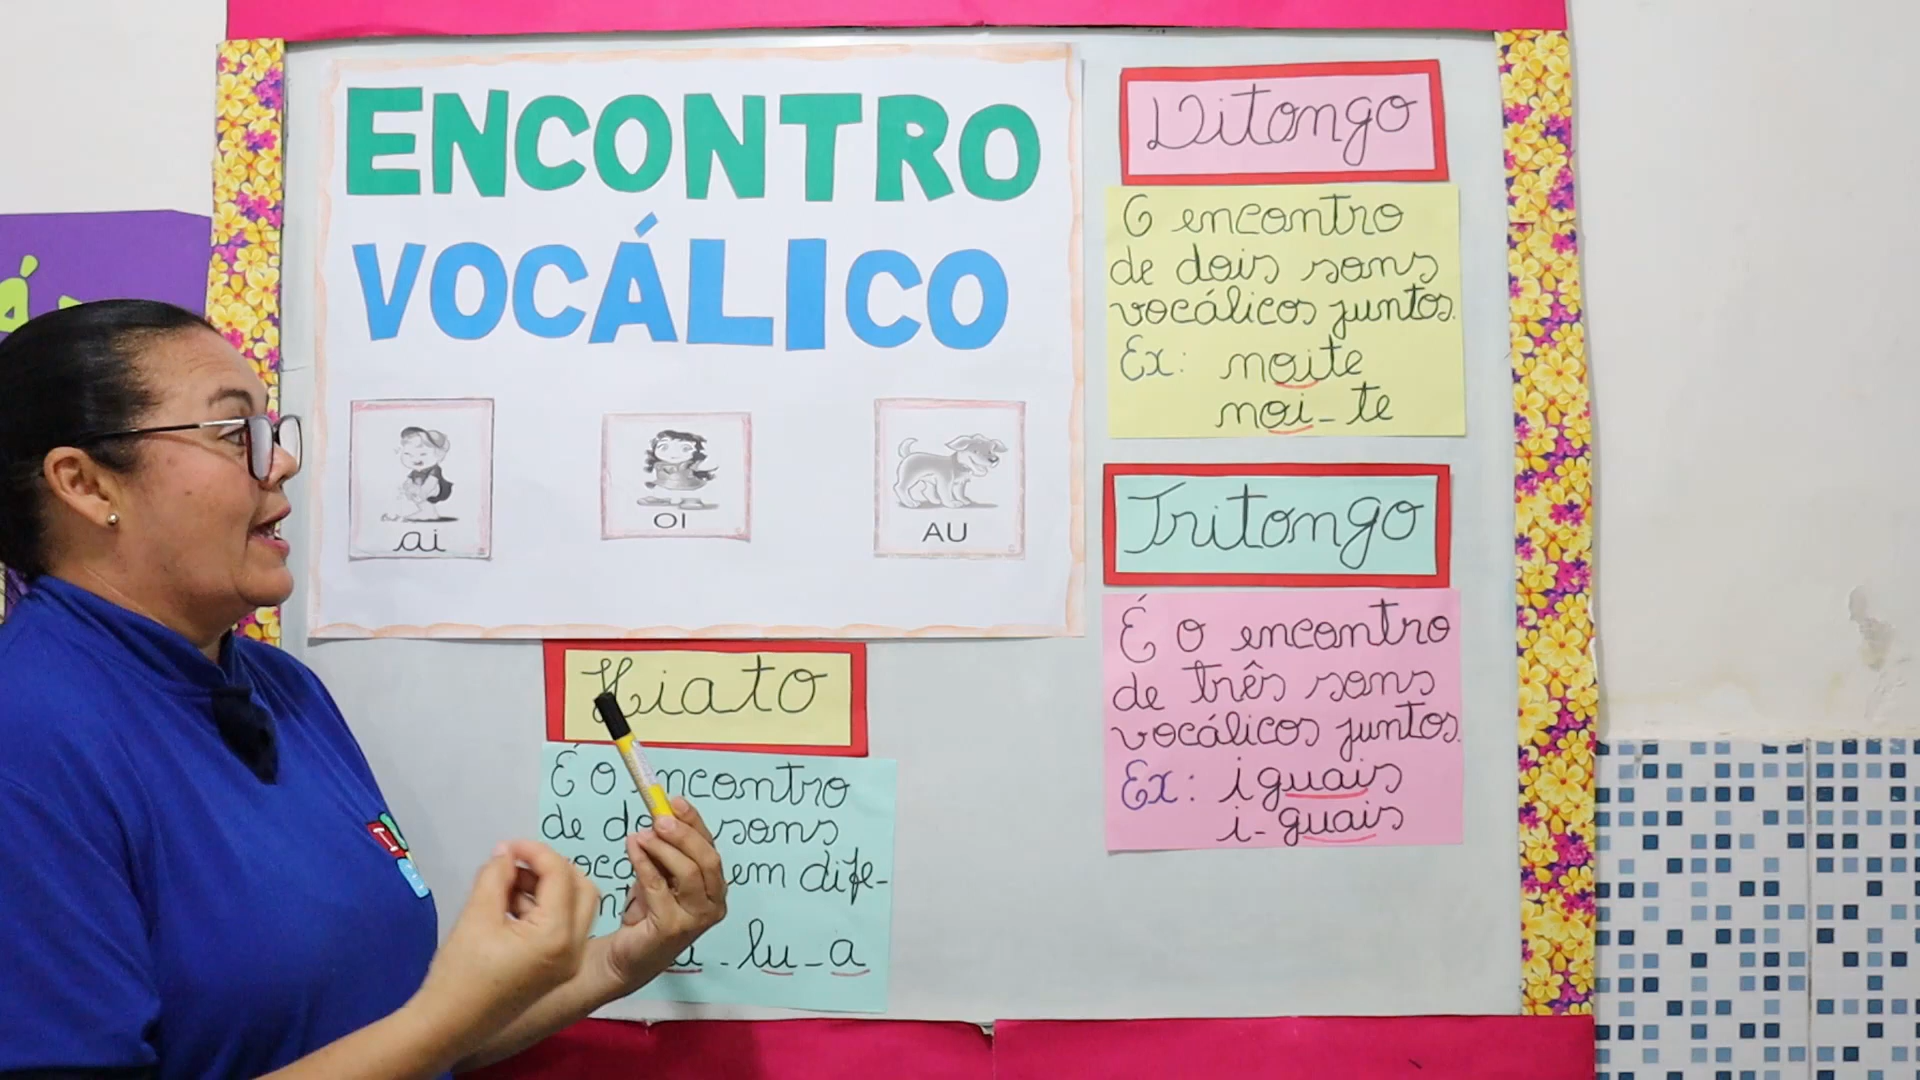 ENCONTRO
VOCÁLICO
ai
OI
AU
Ditongo
O encontro
de dois sons
vocálicos juntos.
Ex: noite
noi-te
Tritongo
É o encontro
de três sons
vocálicos juntos.
Ex: iguais
i-guais
Hiato
É o encontro
de sons
em dife-
- lu-a